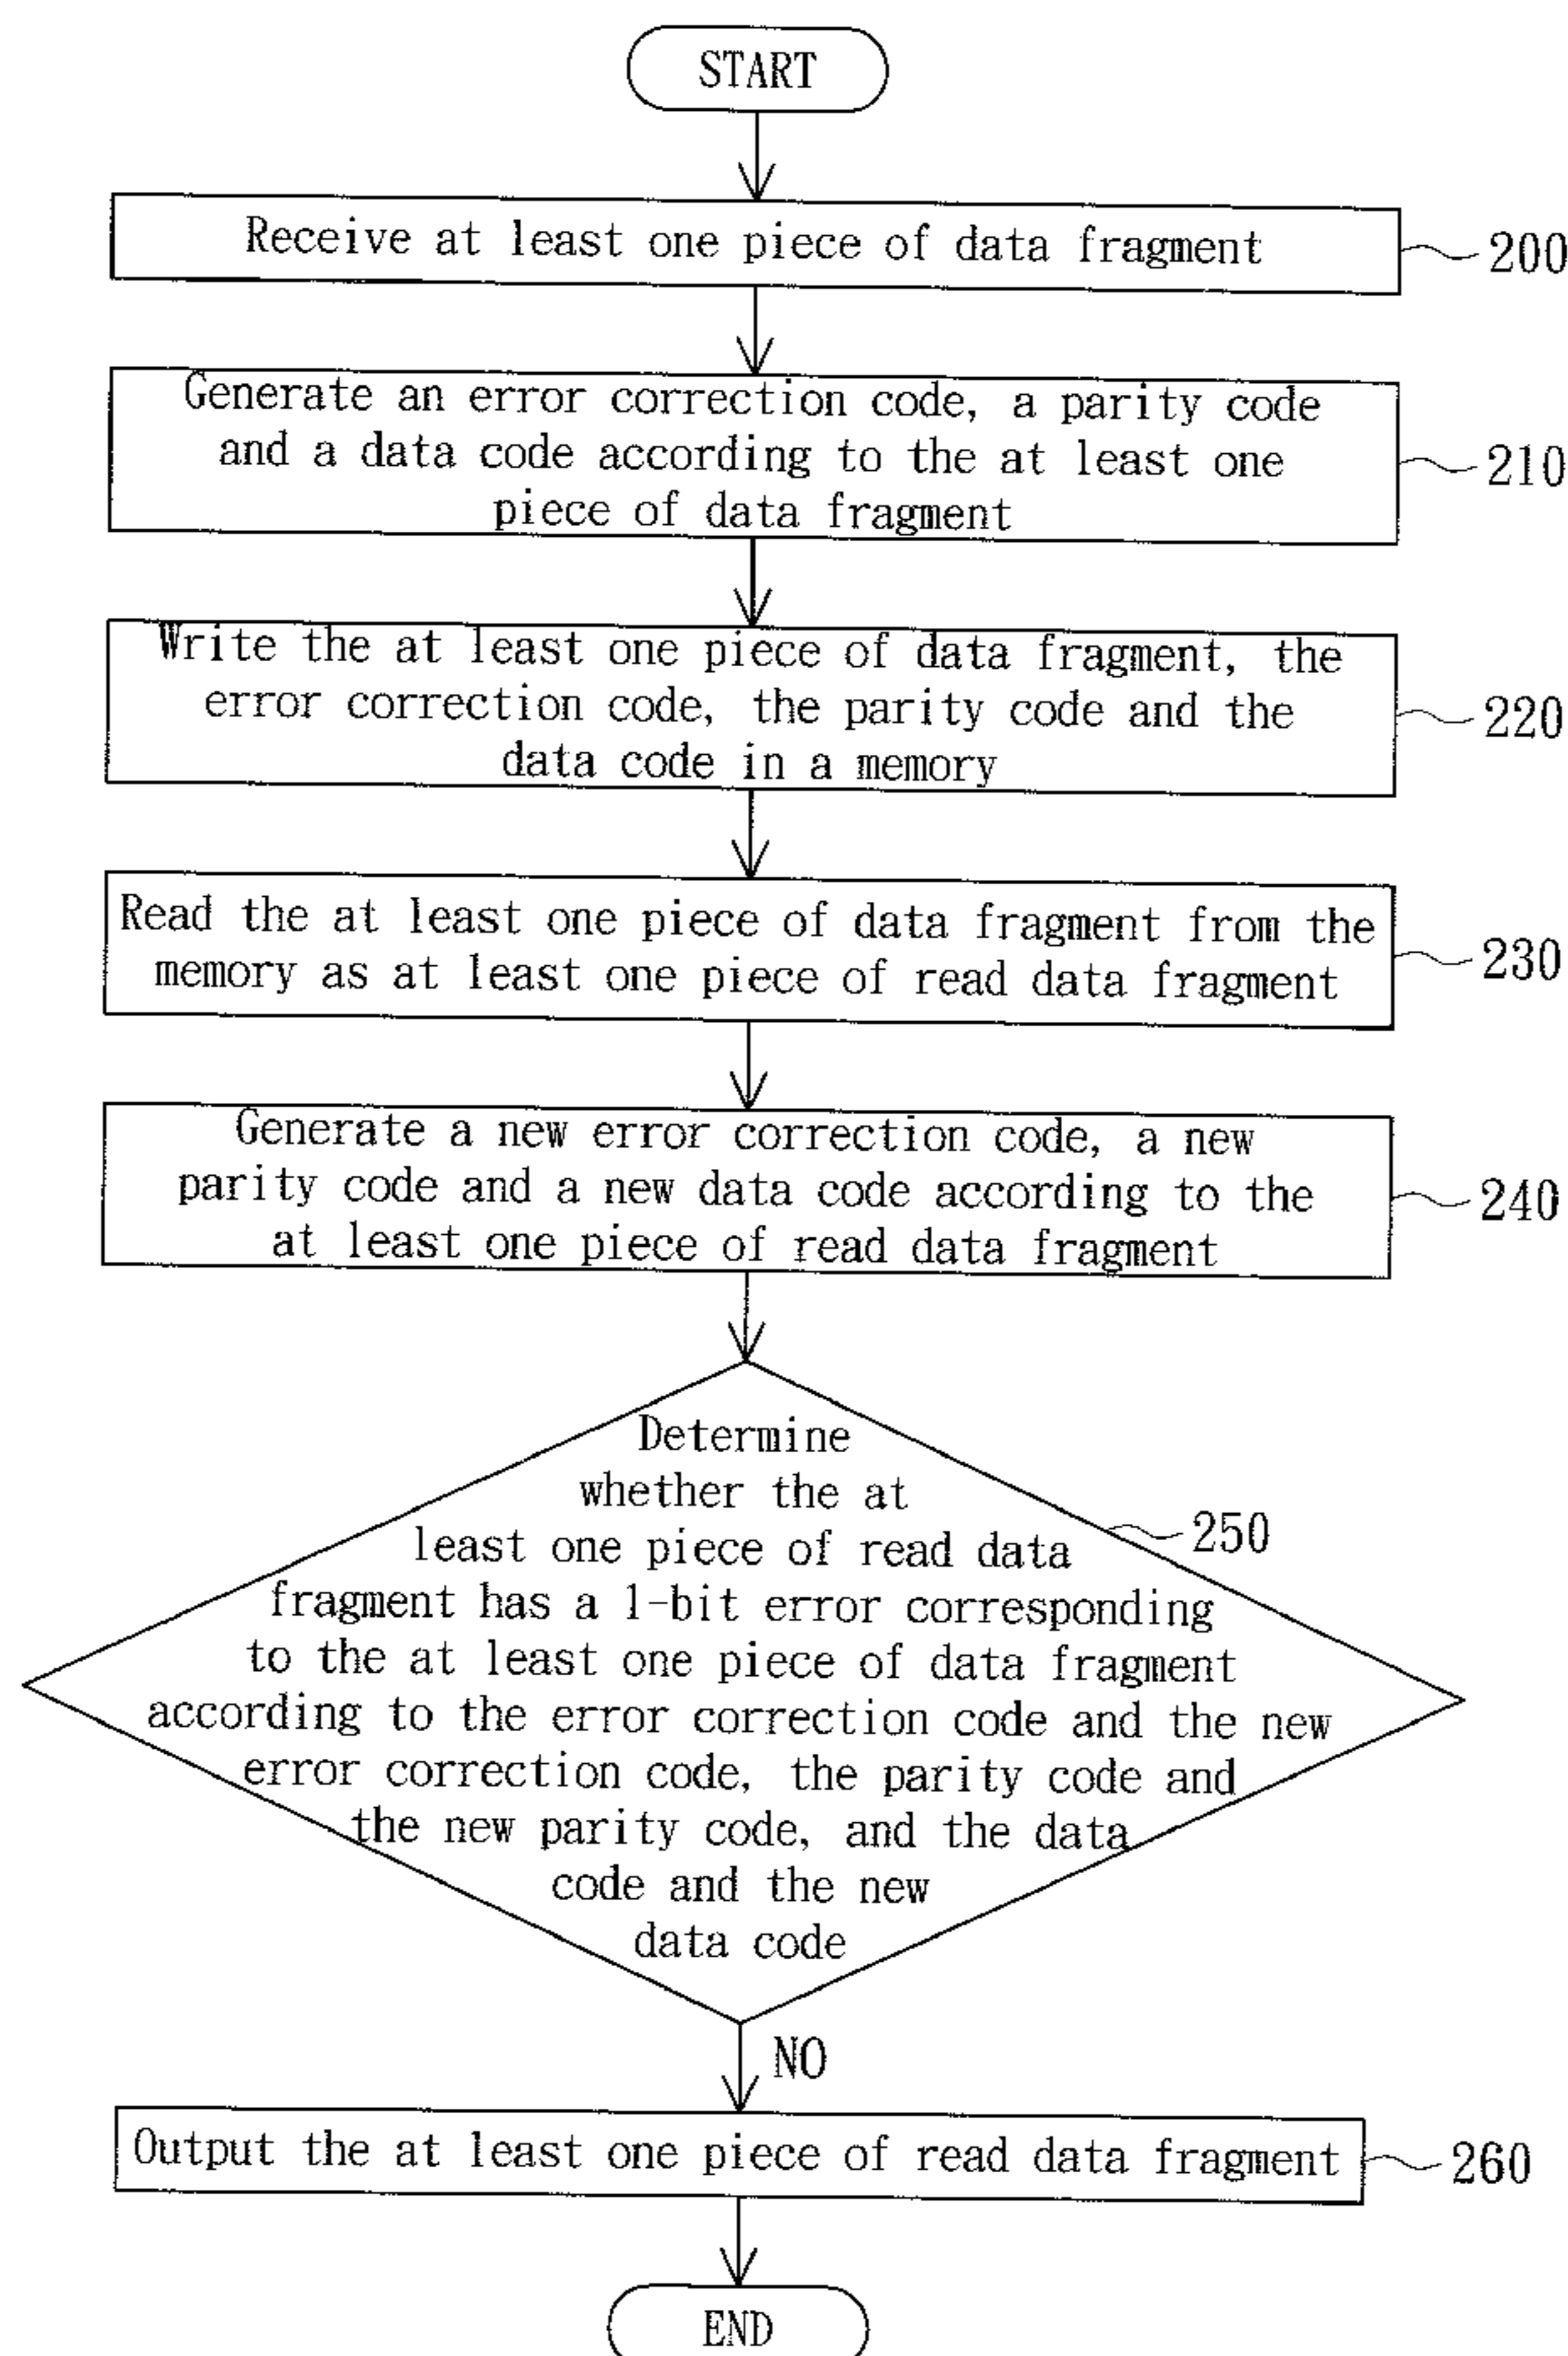 START
Receive at least one piece of data fragment
200
Generate an error correction code, a parity code
and a data code according to the at least one
piece of data fragment
210
Write the at least one piece of data fragment, the
error correction code, the parity code and the
data code in a memory
220
Read the at least one piece of data fragment from the
memory as at least one piece of read data fragment
230
Generate a new error correction code, a new
parity code and a new data code according to the
at least one piece of read data fragment
240
Determine
whether the at
least one piece of read data
fragment has a 1-bit error corresponding
to the at least one piece of data fragment
according to the error correction code and the new
error correction code, the parity code and
the new parity code, and the data
code and the new
data code
250
NO
Output the at least one piece of read data fragment
260
END